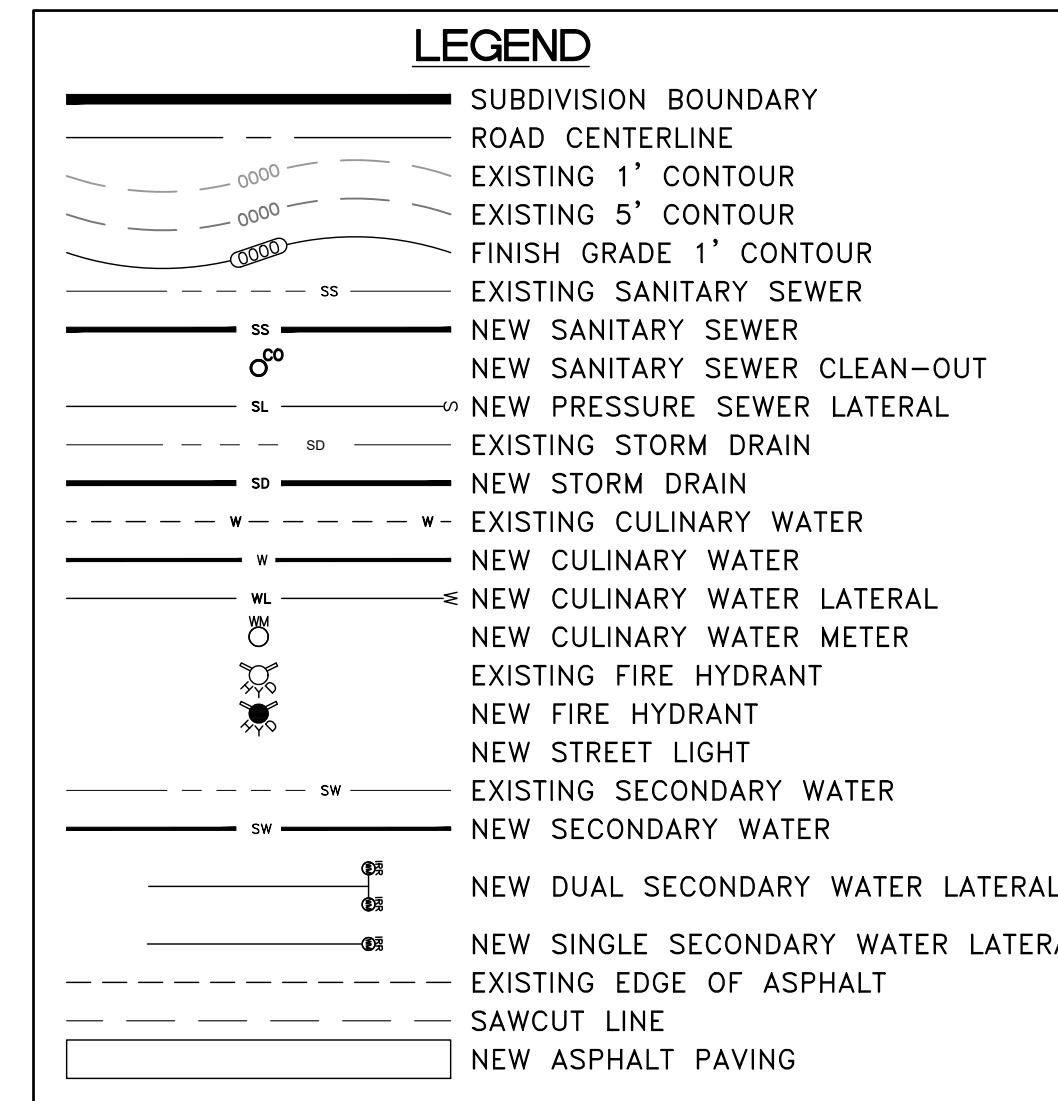 LEGEND
SUBDIVISION BOUNDARY
ROAD CENTERLINE
0000 EXISTING 1' CONTOUR
0000 EXISTING 5' CONTOUR
0000 FINISH GRADE 1' CONTOUR
SS EXISTING SANITARY SEWER
SS NEW SANITARY SEWER
CO NEW SANITARY SEWER CLEAN-OUT
SL S NEW PRESSURE SEWER LATERAL
SD EXISTING STORM DRAIN
SD NEW STORM DRAIN
W W EXISTING CULINARY WATER
W NEW CULINARY WATER
WL W NEW CULINARY WATER LATERAL
WM NEW CULINARY WATER METER
HYD EXISTING FIRE HYDRANT
HYD NEW FIRE HYDRANT
NEW STREET LIGHT
SW EXISTING SECONDARY WATER
SW NEW SECONDARY WATER
IRR
IRR
NEW DUAL SECONDARY WATER LATERAL
IRR NEW SINGLE SECONDARY WATER LATERA
EXISTING EDGE OF ASPHALT
SAWCUT LINE
NEW ASPHALT PAVING